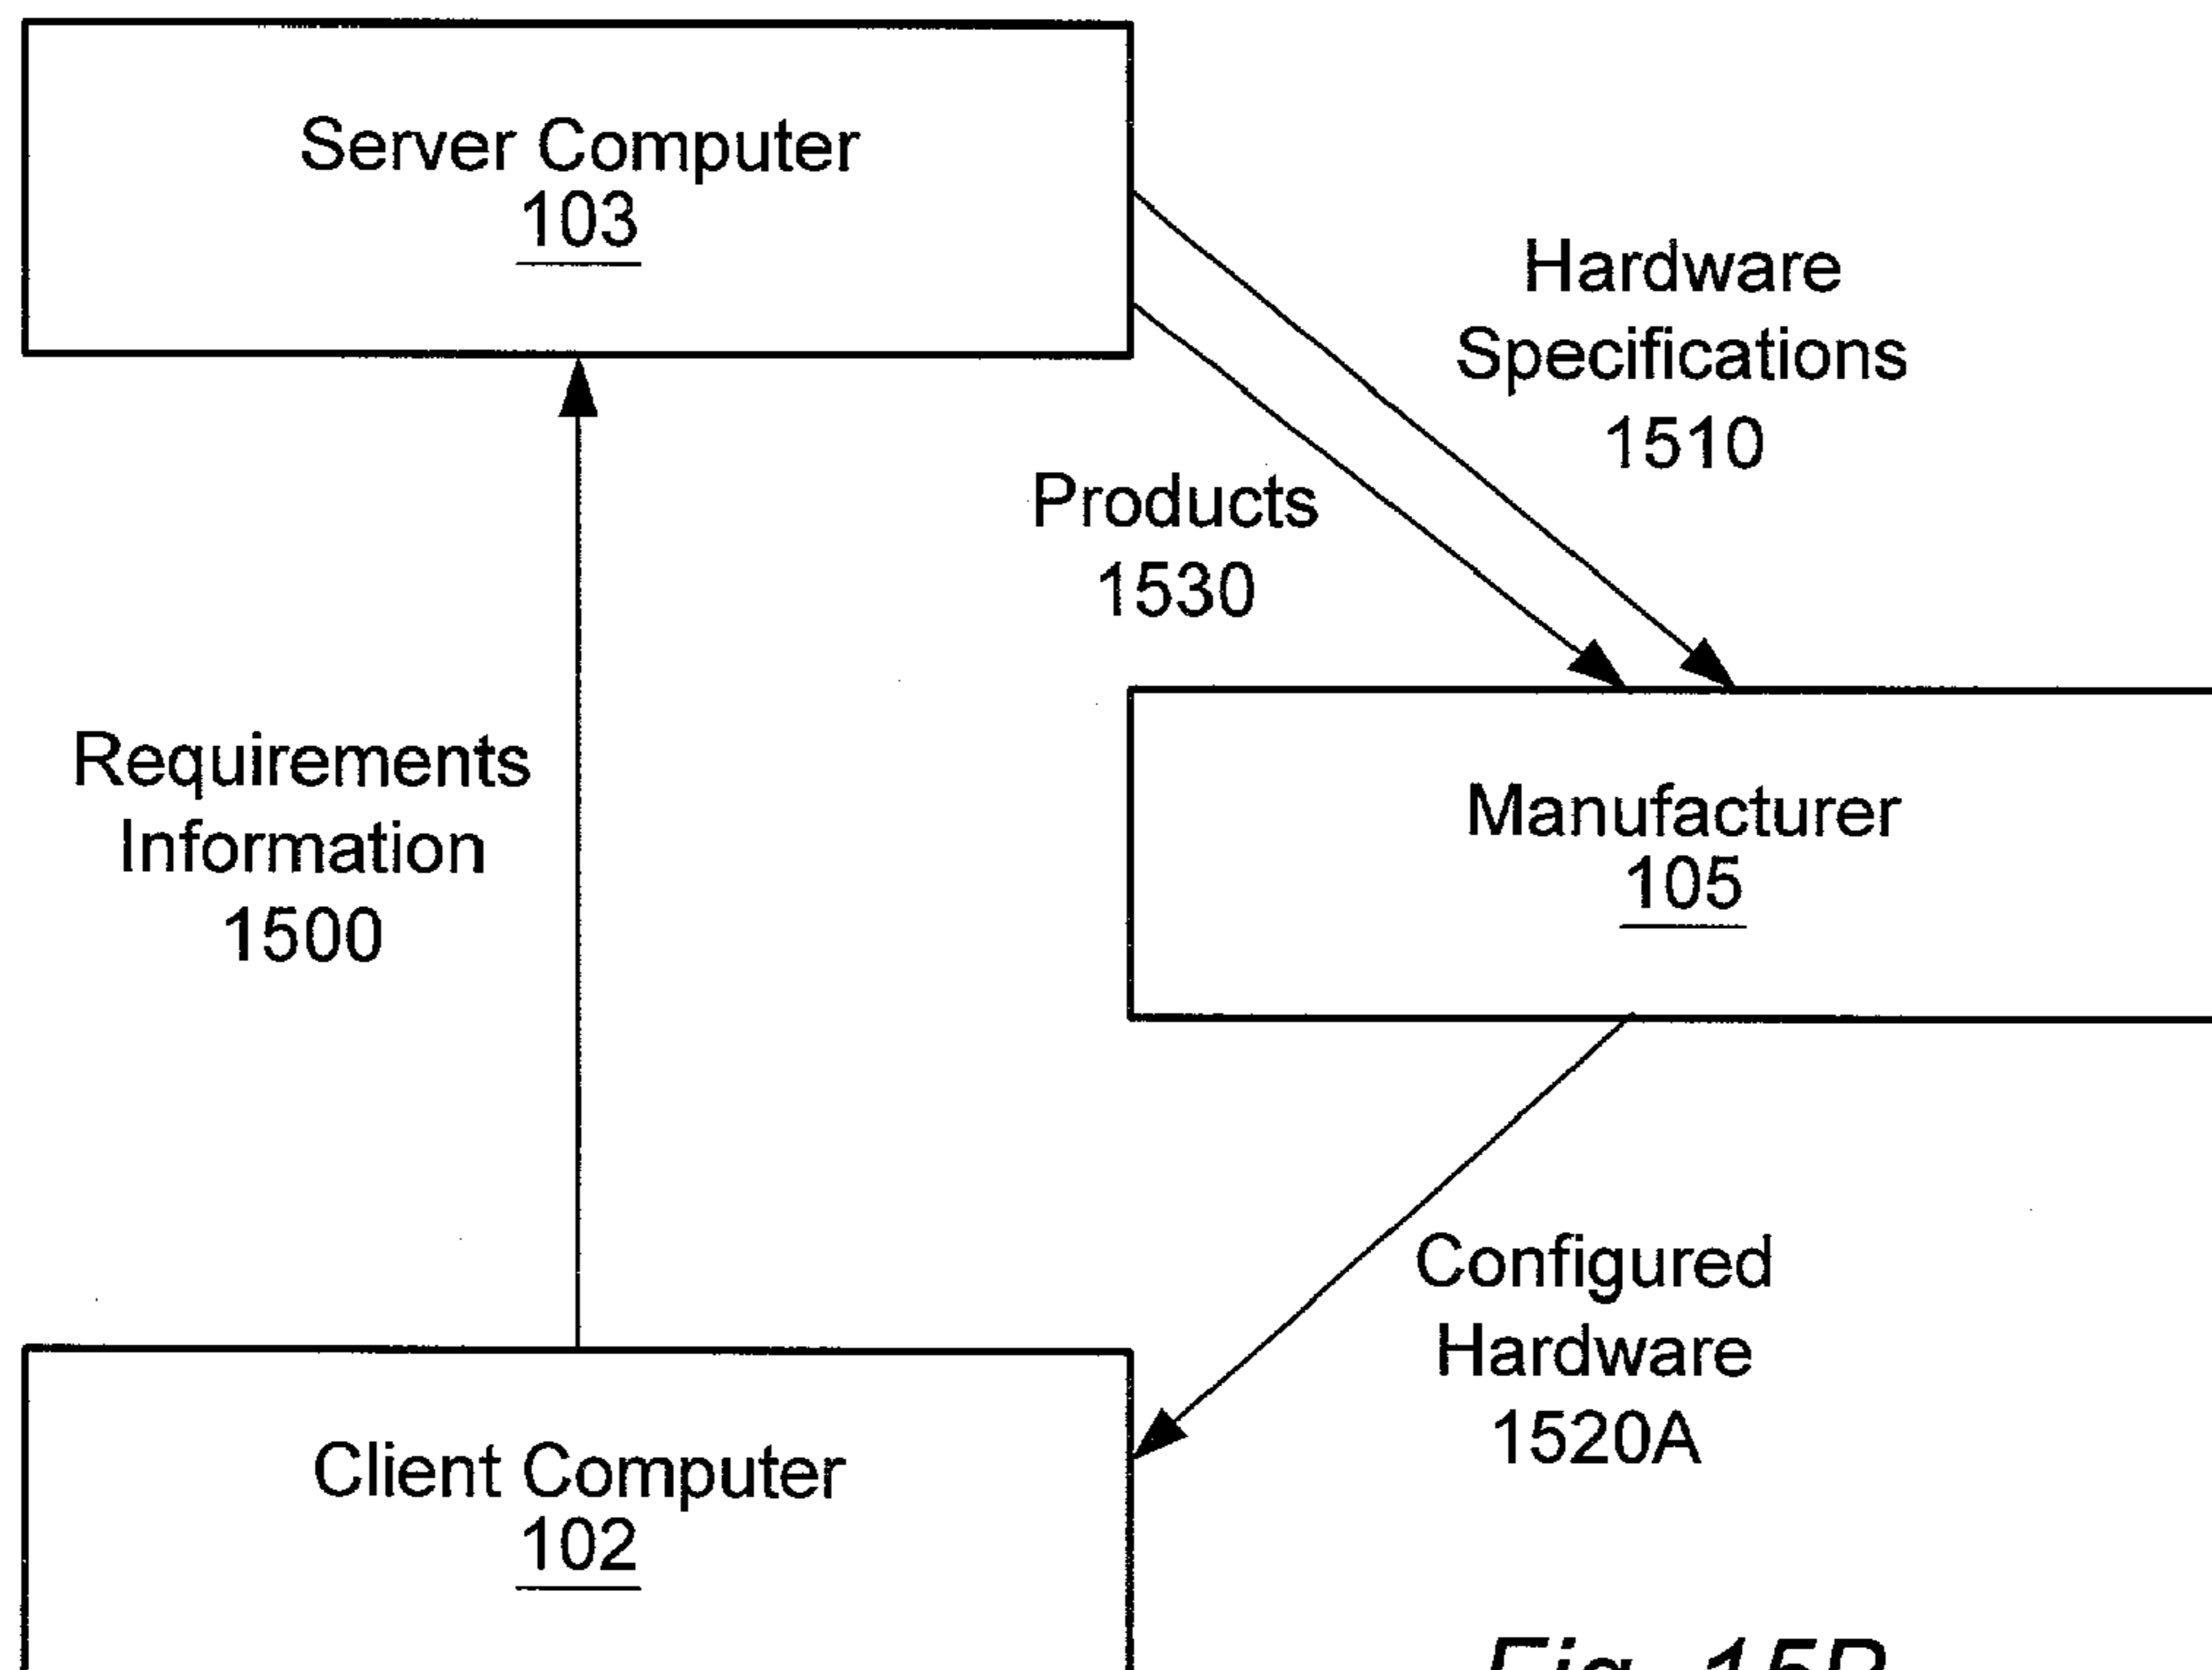 Server Computer
103
Hardware
Specifications
1510
Products
1530
Requirements
Information
1500
Manufacturer
105
Configured
Hardware
1520A
Client Computer
102